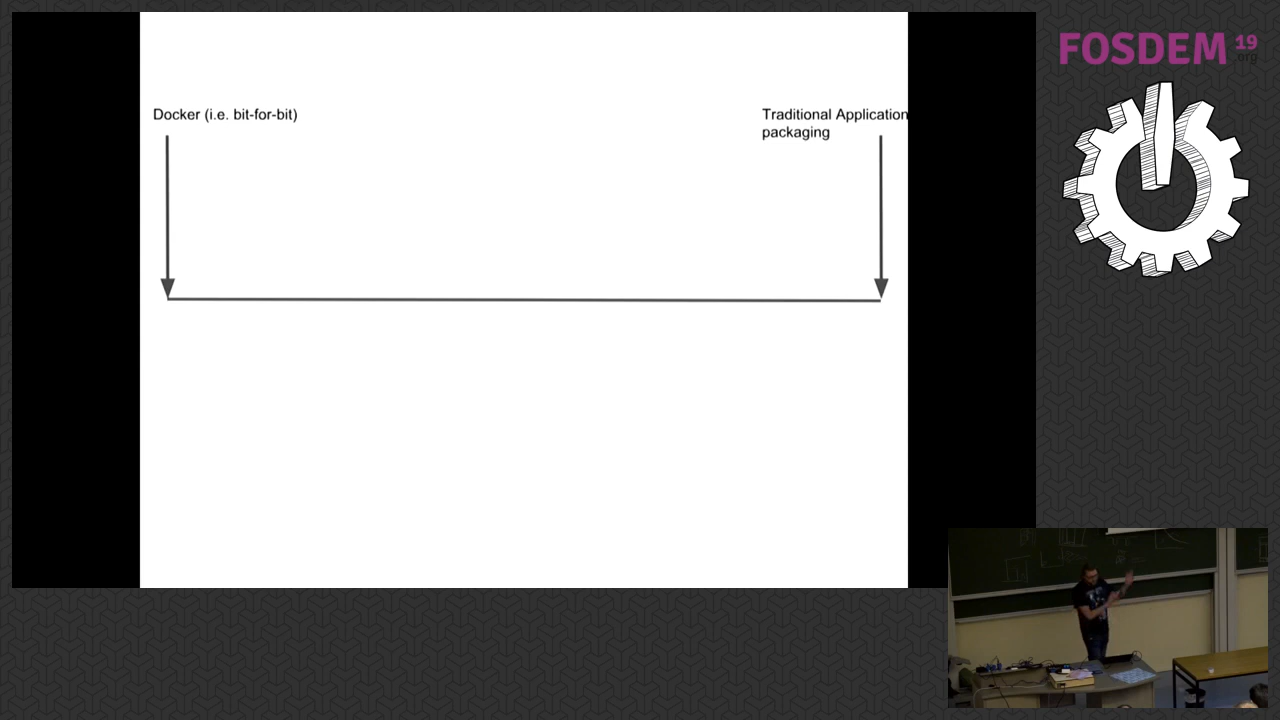 FOSDEM 19
.org
Docker (i.e. bit-for-bit)
Traditional Application
packaging